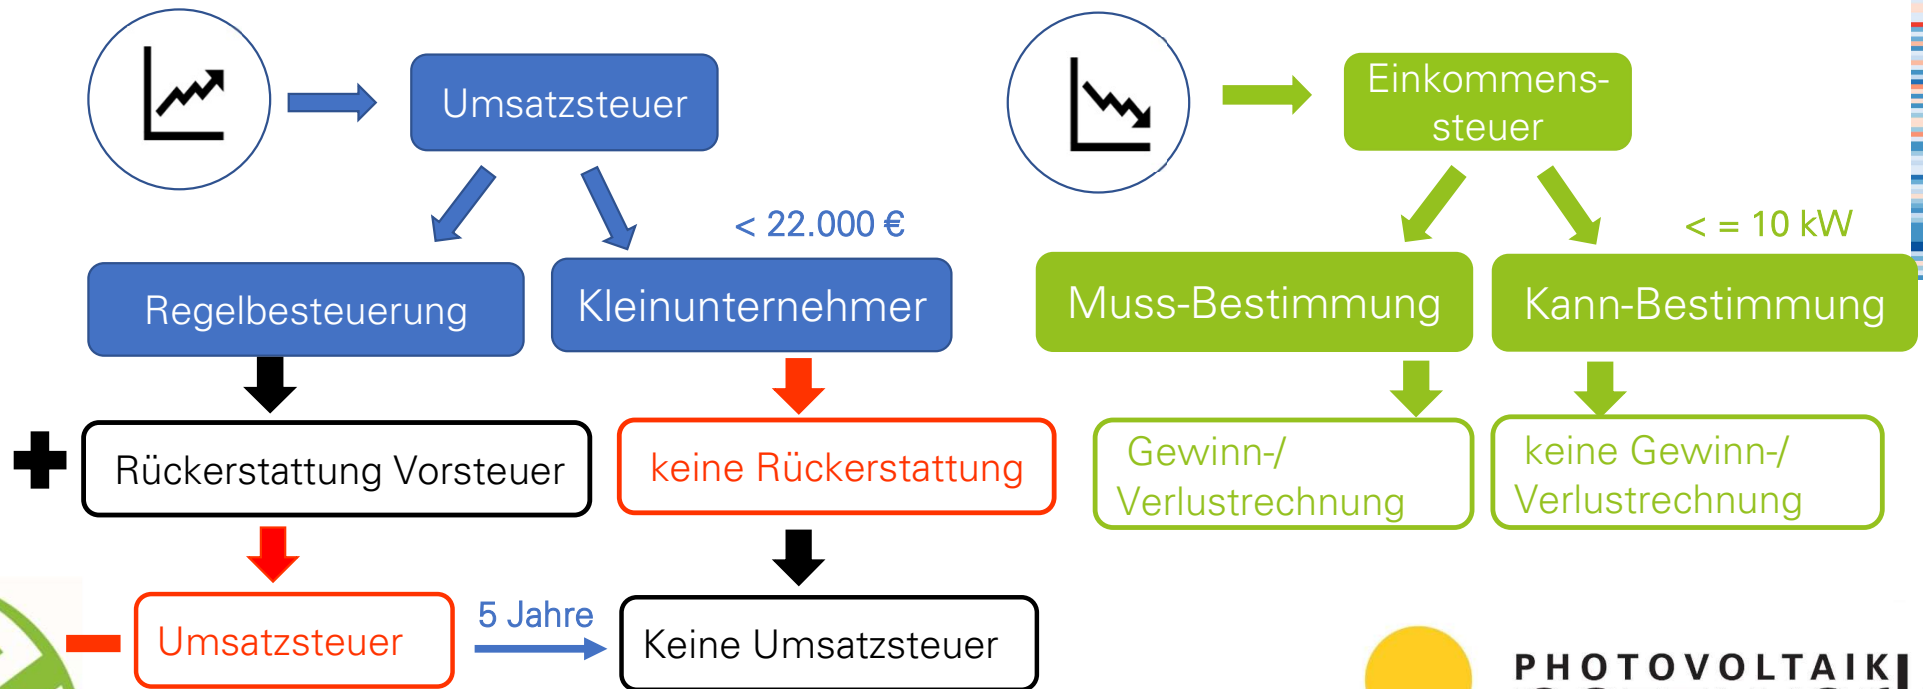 Umsatzsteuer
< 22.000 €
Regelbesteuerung
Kleinunternehmer
Rückerstattung Vorsteuer
keine Rückerstattung
Umsatzsteuer
5 Jahre
Keine Umsatzsteuer
Einkommens-
steuer
< = 10 kW
Muss-Bestimmung
Kann-Bestimmung
Gewinn-/
Verlustrechnung
keine Gewinn-/
Verlustrechnung
PHOTOVOLTAIK